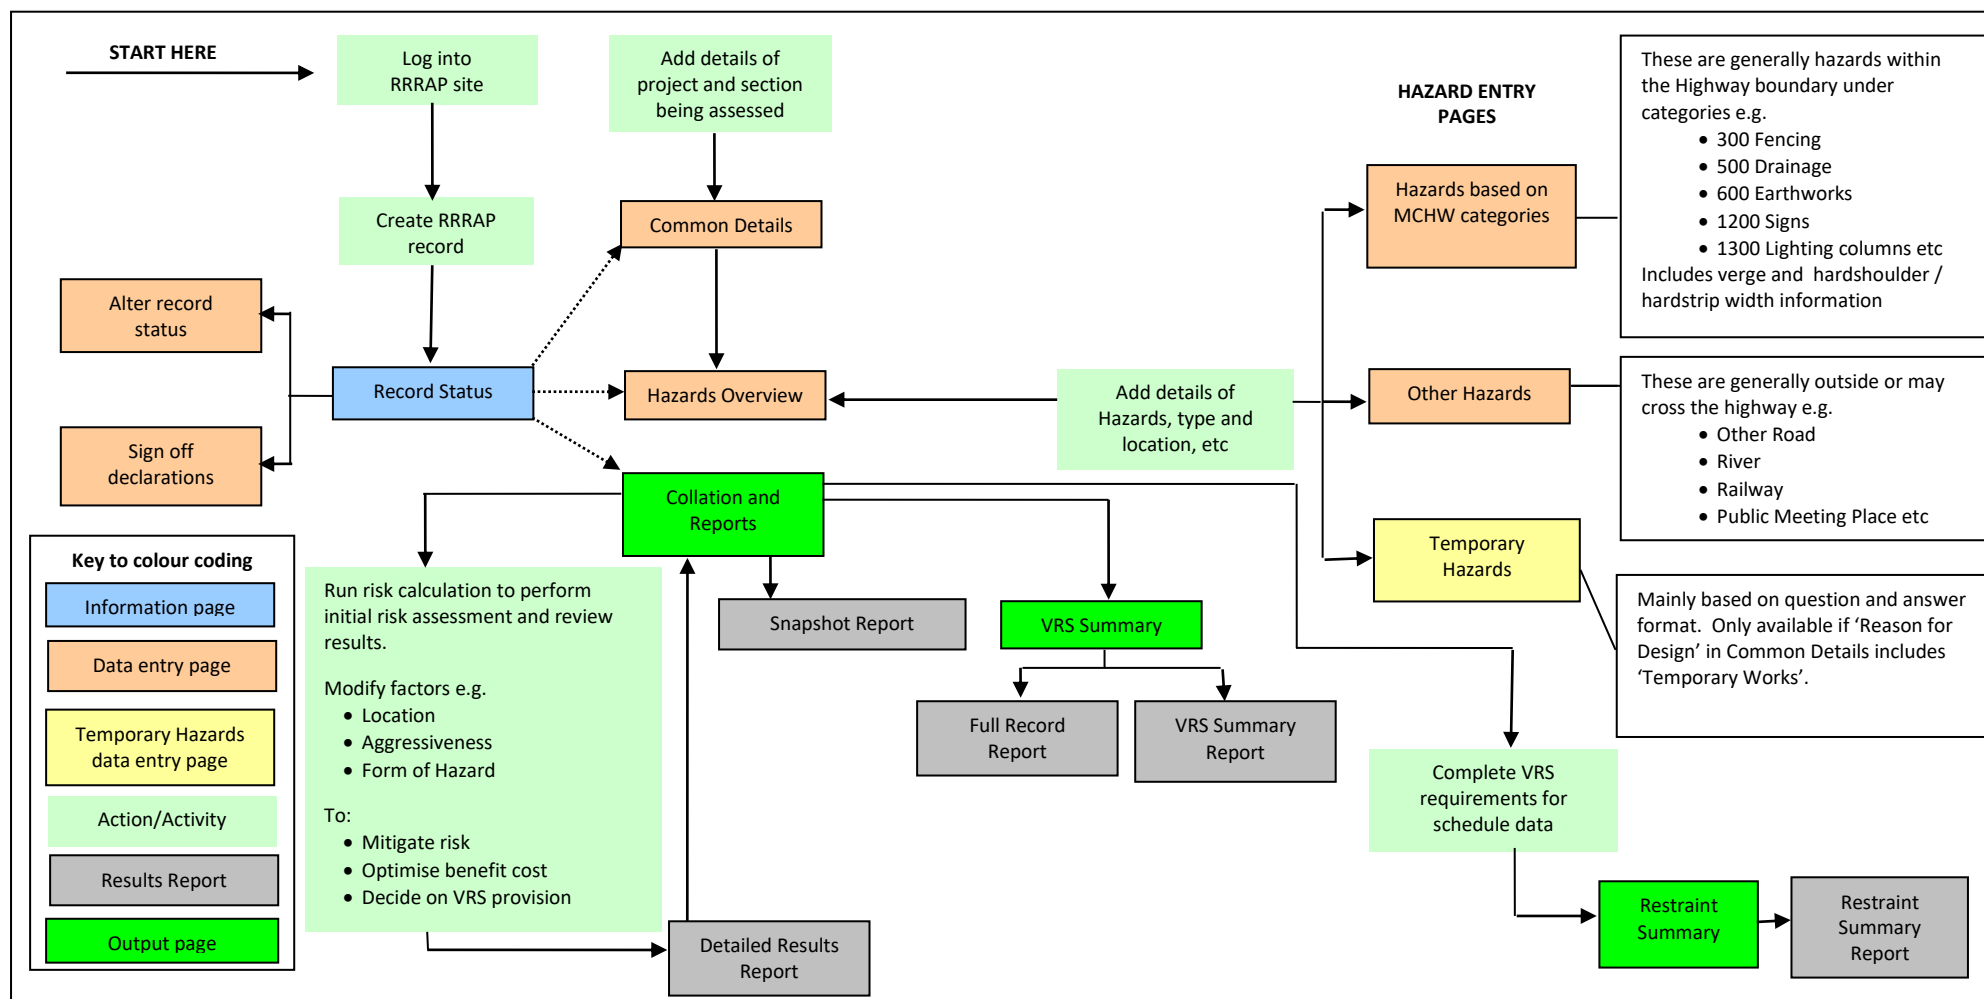 START HERE
Log into
RRRAP site
Add details of
project and section
being assessed
HAZARD ENTRY
PAGES
These are generally hazards within
the Highway boundary under
categories e.g.
• 300 Fencing
• 500 Drainage
• 600 Earthworks
• 1200 Signs
• 1300 Lighting columns etc
Includes verge and hardshoulder /
hardstrip width information
Hazards based on
MCHW categories
Create RRRAP
record
Common Details
Alter record
status
Record Status
Hazards Overview
Add details of
Hazards, type and
location, etc
Other Hazards
These are generally outside or may
cross the highway e.g.
• Other Road
• River
• Railway
• Public Meeting Place etc
Sign off
declarations
Collation and
Reports
Temporary
Hazards
Mainly based on question and answer
format. Only available if ‘Reason for
Design’ in Common Details includes
‘Temporary Works’.
Key to colour coding
Information page
Data entry page
Temporary Hazards
data entry page
Action/Activity
Results Report
Output page
Run risk calculation to perform
initial risk assessment and review
results.
Modify factors e.g.
• Location
• Aggressiveness
• Form of Hazard
To:
• Mitigate risk
• Optimise benefit cost
• Decide on VRS provision
Snapshot Report
VRS Summary
Full Record
Report
VRS Summary
Report
Complete VRS
requirements for
schedule data
Detailed Results
Report
Restraint
Summary
Restraint
Summary
Report